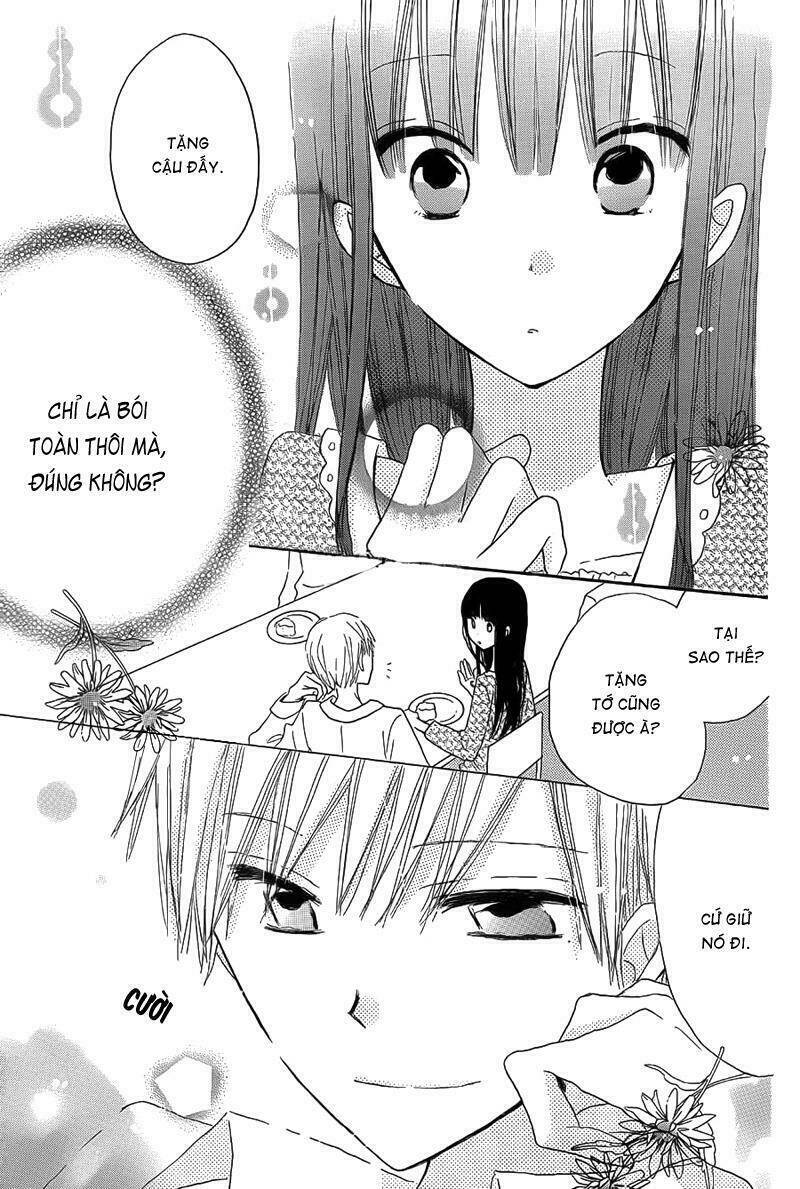 TẶNG
CẬU ĐẤY.
CHỈ LÀ BÓI
TOÀN THÔI MÀ,
ĐÚNG KHÔNG?
TẠI
SAO THẾ?
TẶNG
TỚ CŨNG
ĐƯỢC À?
CỨ GIỮ
NÓ ĐI.
CƯỜI